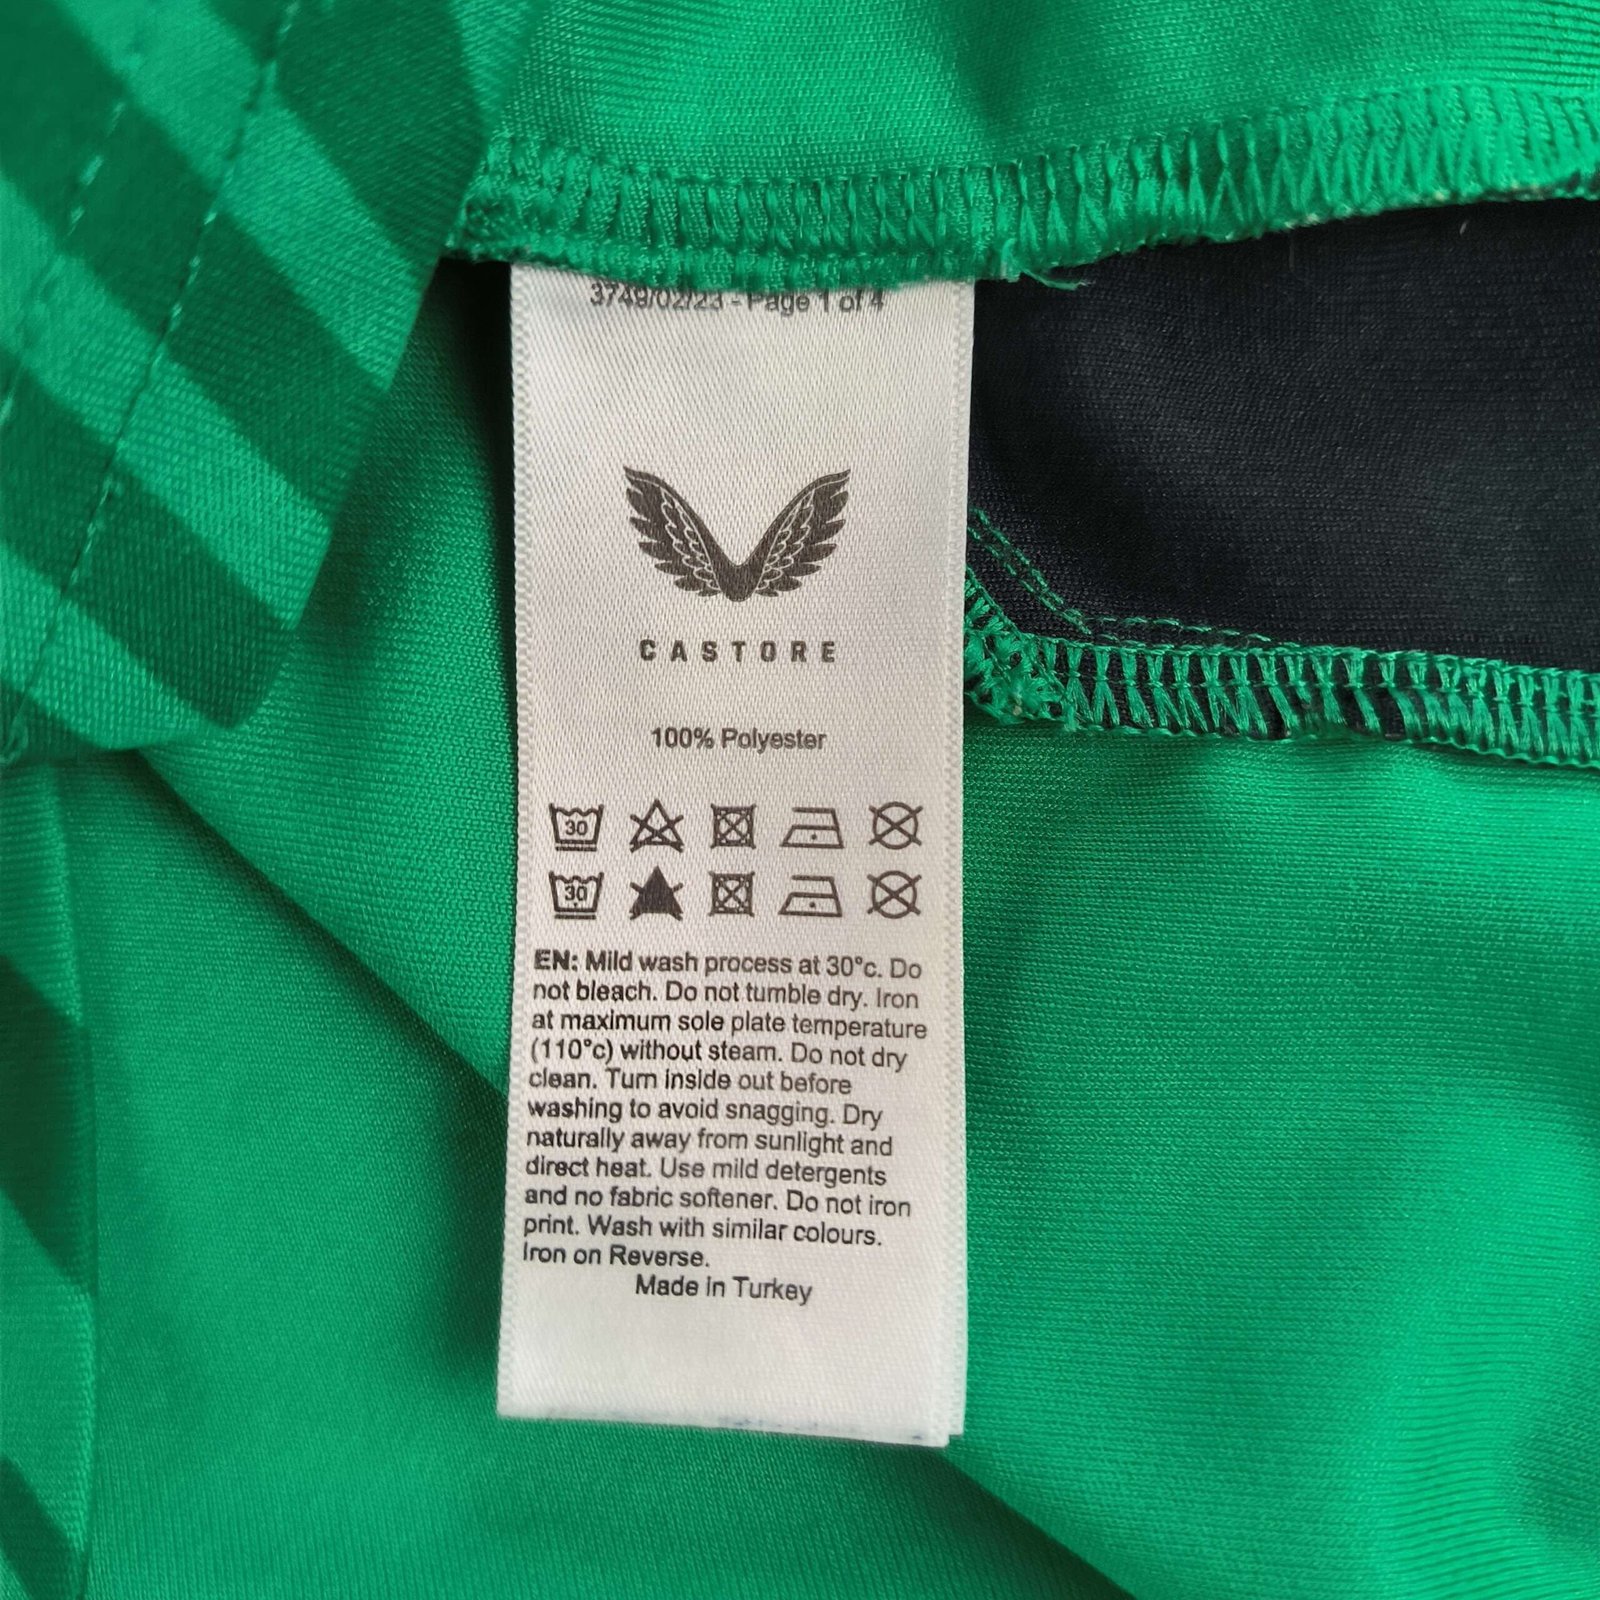 3749/02/23 - Page 1 of 4
CASTORE
100% Polyester
30
30
EN: Mild wash process at 30°c. Do
not bleach. Do not tumble dry. Iron
at maximum sole plate temperature
(110°c) without steam. Do not dry
clean. Turn inside out before
washing to avoid snagging. Dry
naturally away from sunlight and
direct heat. Use mild detergents
and no fabric softener. Do not iron
print. Wash with similar colours.
Iron on Reverse.
Made in Turkey